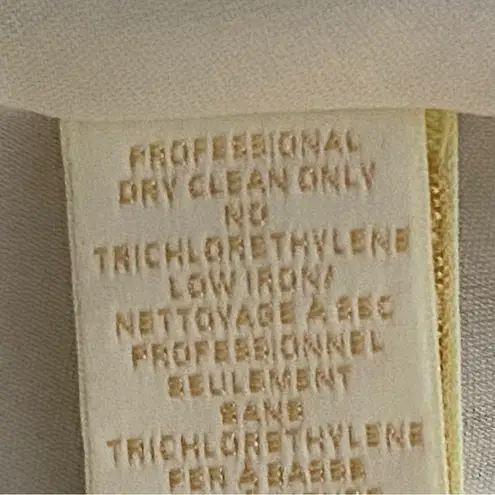 PROFESSIONAL
DRY CLEAN ONLY
NO
TRICHLORETHYLENE
LOW IRON/
NETTOYAGE À SEC
PROFESSIONNEL
SEULEMENT
SANS
TRICHLORETHYLENE
FER À BASSE